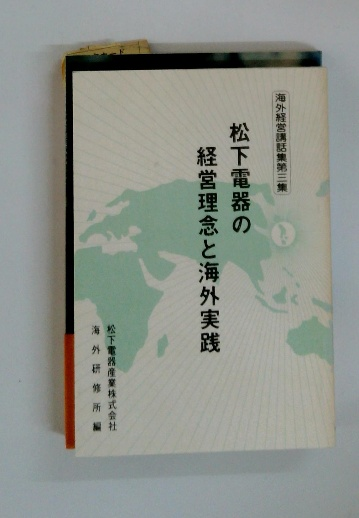 海外経営講話集第三集
松下電器の
経営理念と海外実践
松下電器産業株式会社
海外研修所編